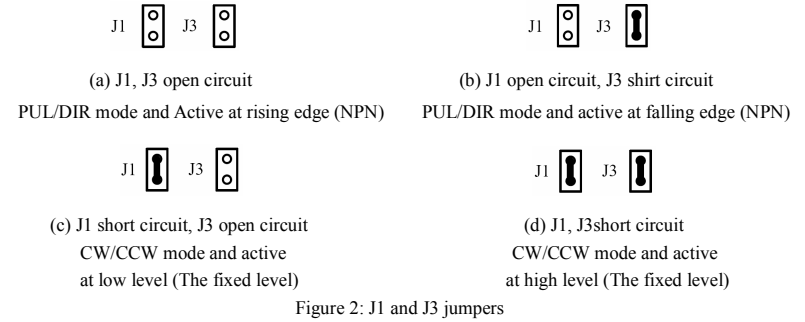 J1 J3
J1 J3
(a) J1, J3 open circuit
(b) J1 open circuit, J3 shirt circuit
PUL/DIR mode and Active at rising edge (NPN)
PUL/DIR mode and active at falling edge (NPN)
J1 J3
J1 J3
(c) J1 short circuit, J3 open circuit
(d) J1, J3short circuit
CW/CCW mode and active
CW/CCW mode and active
at low level (The fixed level)
at high level (The fixed level)
Figure 2: J1 and J3 jumpers